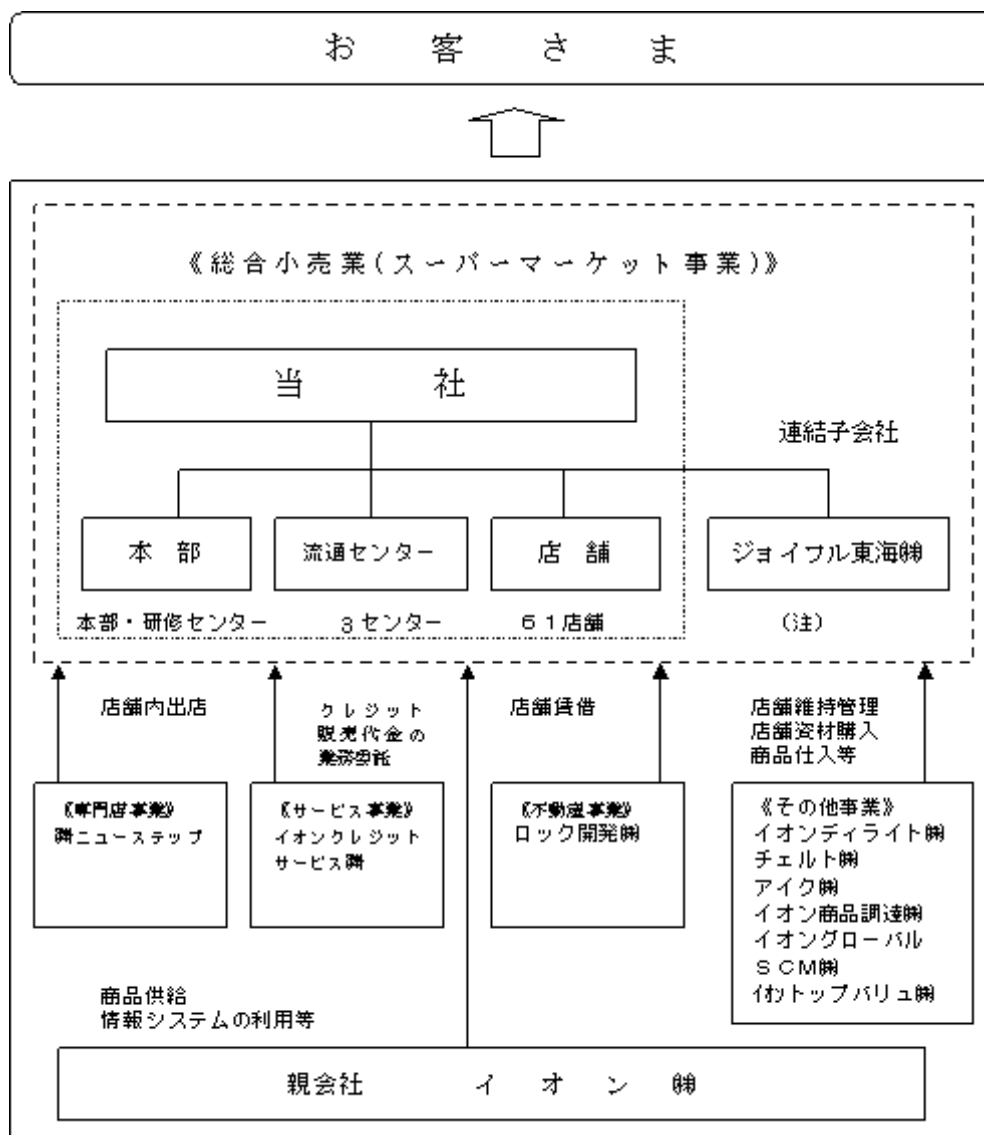 お客さま
《総合小売業(スーパーマーケット事業)》
当社
連結子会社
本部
流通センター
店舗
ジョイフル東海㈱
本部・研修センター
3センター
61店舗
(注)
店舗内出店
クレジット
販売代金の
業務委託
店舗賃借
店舗維持管理
店舗資材購入
商品仕入等
《専門店事業》
㈱ニューステップ
《サービス事業》
イオンクレジット
サービス㈱
《不動産事業》
ロック開発㈱
《その他事業》
イオンディライト㈱
チェルト㈱
アイク㈱
イオン商品調達㈱
イオングローバル
SCM㈱
ｲｵﾝトップバリュ㈱
商品供給
情報システムの利用等
親会社 イオン㈱